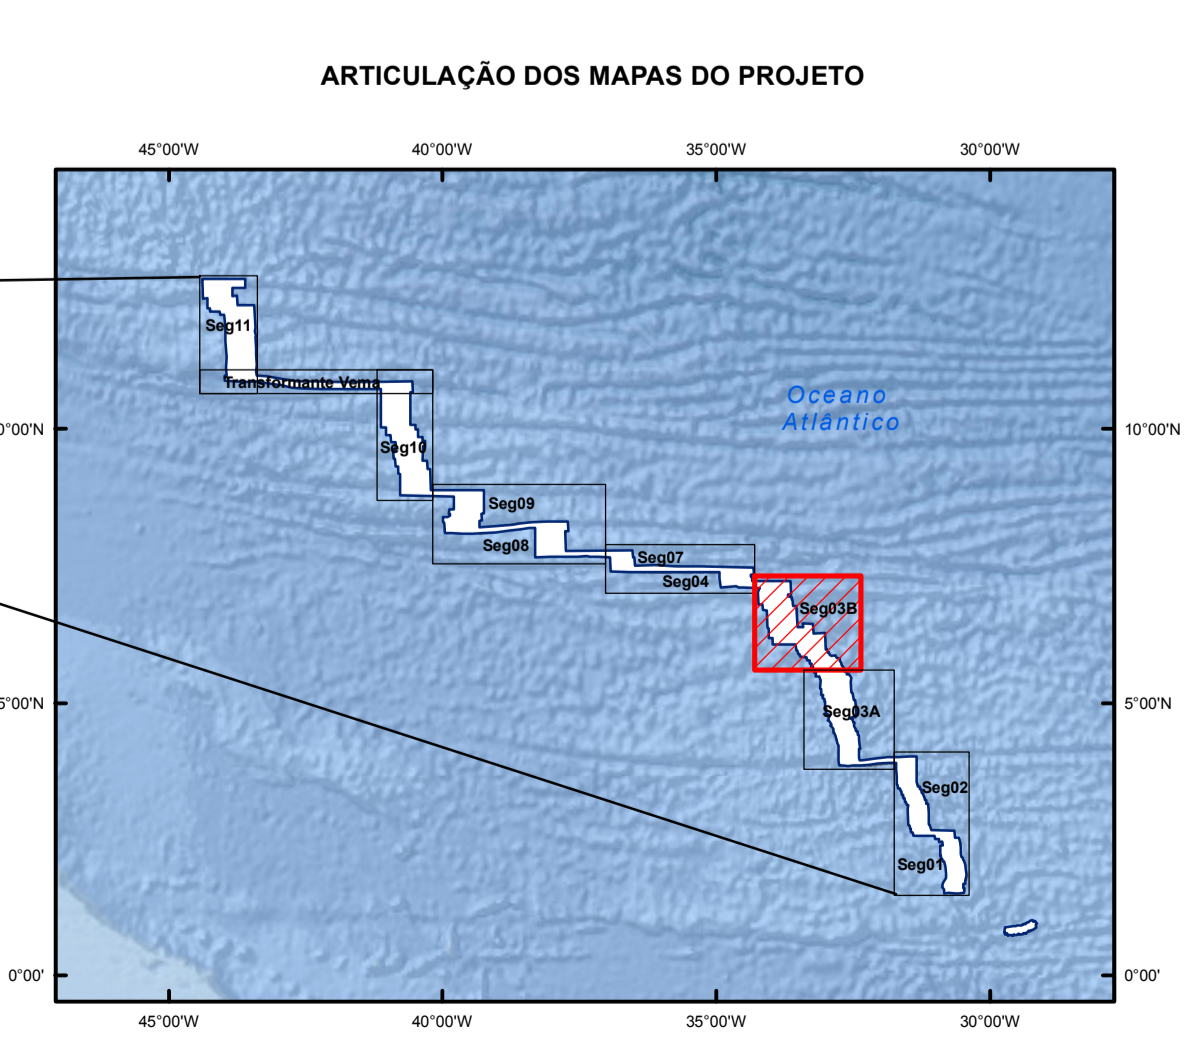 ARTICULAÇÃO DOS MAPAS DO PROJETO
45°00'W 40°00'W 35°00'W 30°00'W
Seg11
Transformante Vema
Oceano
Atlântico
0°00'N 10°00'N
Seg10
Seg09
Seg08
Seg07
Seg04
Seg03B
5°00'N 5°00'N
Seg03A
Seg02
Seg01
0°00' 0°00'
45°00'W 40°00'W 35°00'W 30°00'W